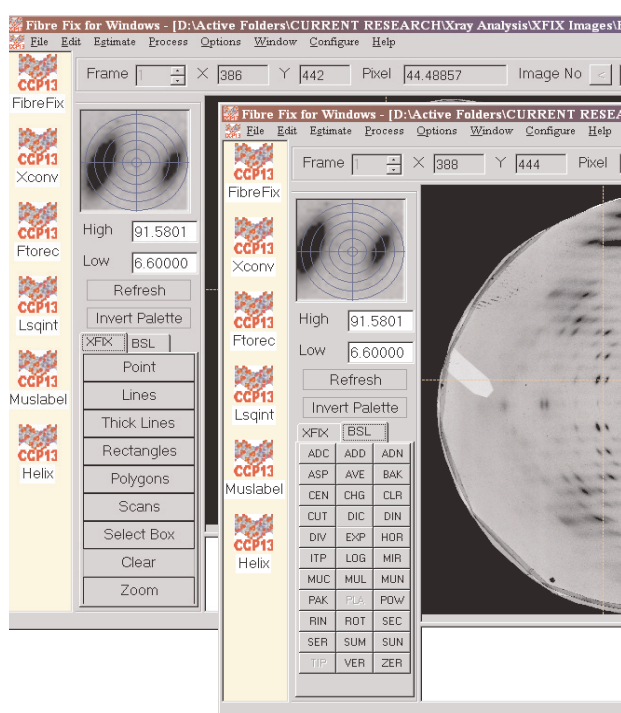 Fibre Fix for Windows - [D:\Active Folders\CURRENT RESEARCH\Xray Analysis\XFIX Images\
File Edit Estimate Process Options Window Configure Help
Frame 1 X 386 Y 442 Pixel 44.48857 Image No <
CCP13
FibreFix
CCP13
Xconv
CCP13
Ftorec
CCP13
Lsqint
CCP13
Muslabel
CCP13
Helix
High 91.5801
Low 6.60000
Refresh
Invert Palette
XFIX BSL
Point
Lines
Thick Lines
Rectangles
Polygons
Scans
Select Box
Clear
Zoom
Fibre Fix for Windows - [D:\Active Folders\CURRENT RESEA
File Edit Estimate Process Options Window Configure Help
Frame 1 X 388 Y 444 Pixel
CCP13
FibreFix
CCP13
Xconv
CCP13
Ftorec
CCP13
Lsqint
CCP13
Muslabel
CCP13
Helix
High 91.5801
Low 6.60000
Refresh
Invert Palette
XFIX BSL
ADC ADD ADN
ASP AVE BAK
CEN CHG CLR
CUT DIC DIN
DIV EXP HOR
ITP LOG MIR
MUC MUL MUN
PAK PLA POW
RIN ROT SEC
SER SUM SUN
TIP VER ZER